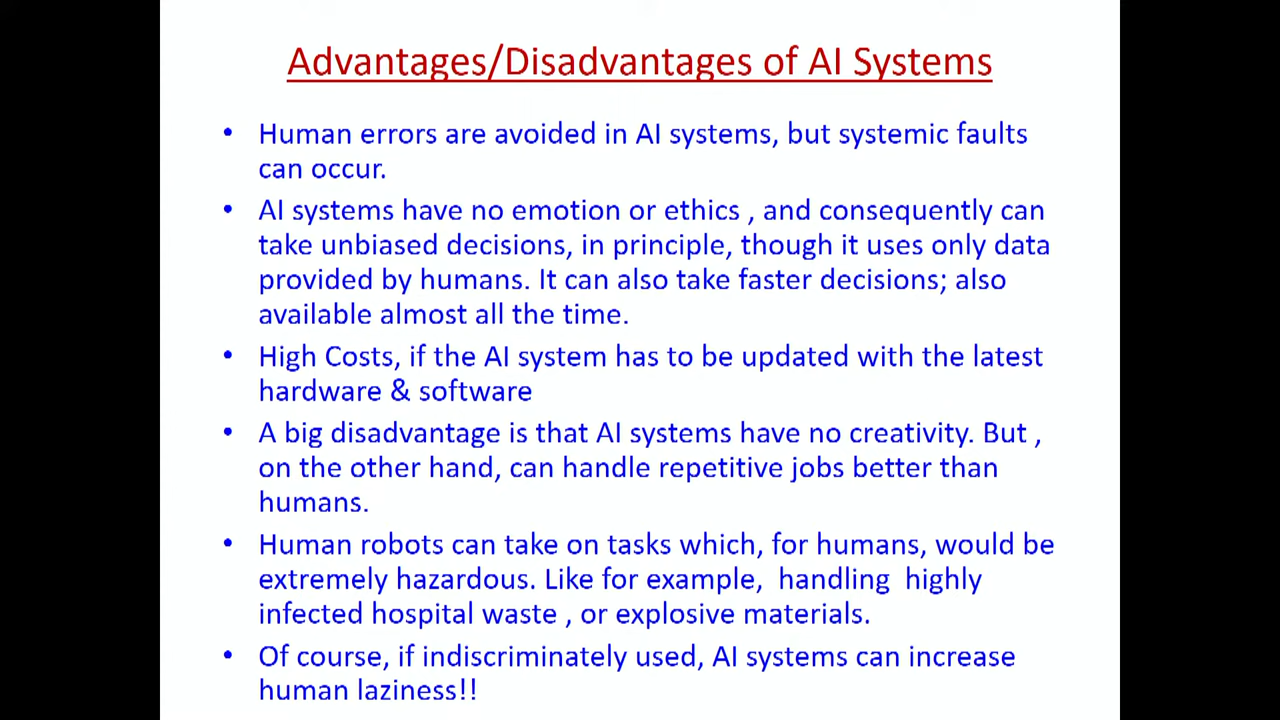 Advantages/Disadvantages of AI Systems
• Human errors are avoided in AI systems, but systemic faults
can occur.
• AI systems have no emotion or ethics , and consequently can
take unbiased decisions, in principle, though it uses only data
provided by humans. It can also take faster decisions; also
available almost all the time.
• High Costs, if the AI system has to be updated with the latest
hardware & software
• A big disadvantage is that AI systems have no creativity. But ,
on the other hand, can handle repetitive jobs better than
humans.
• Human robots can take on tasks which, for humans, would be
extremely hazardous. Like for example, handling highly
infected hospital waste , or explosive materials.
• Of course, if indiscriminately used, AI systems can increase
human laziness!!